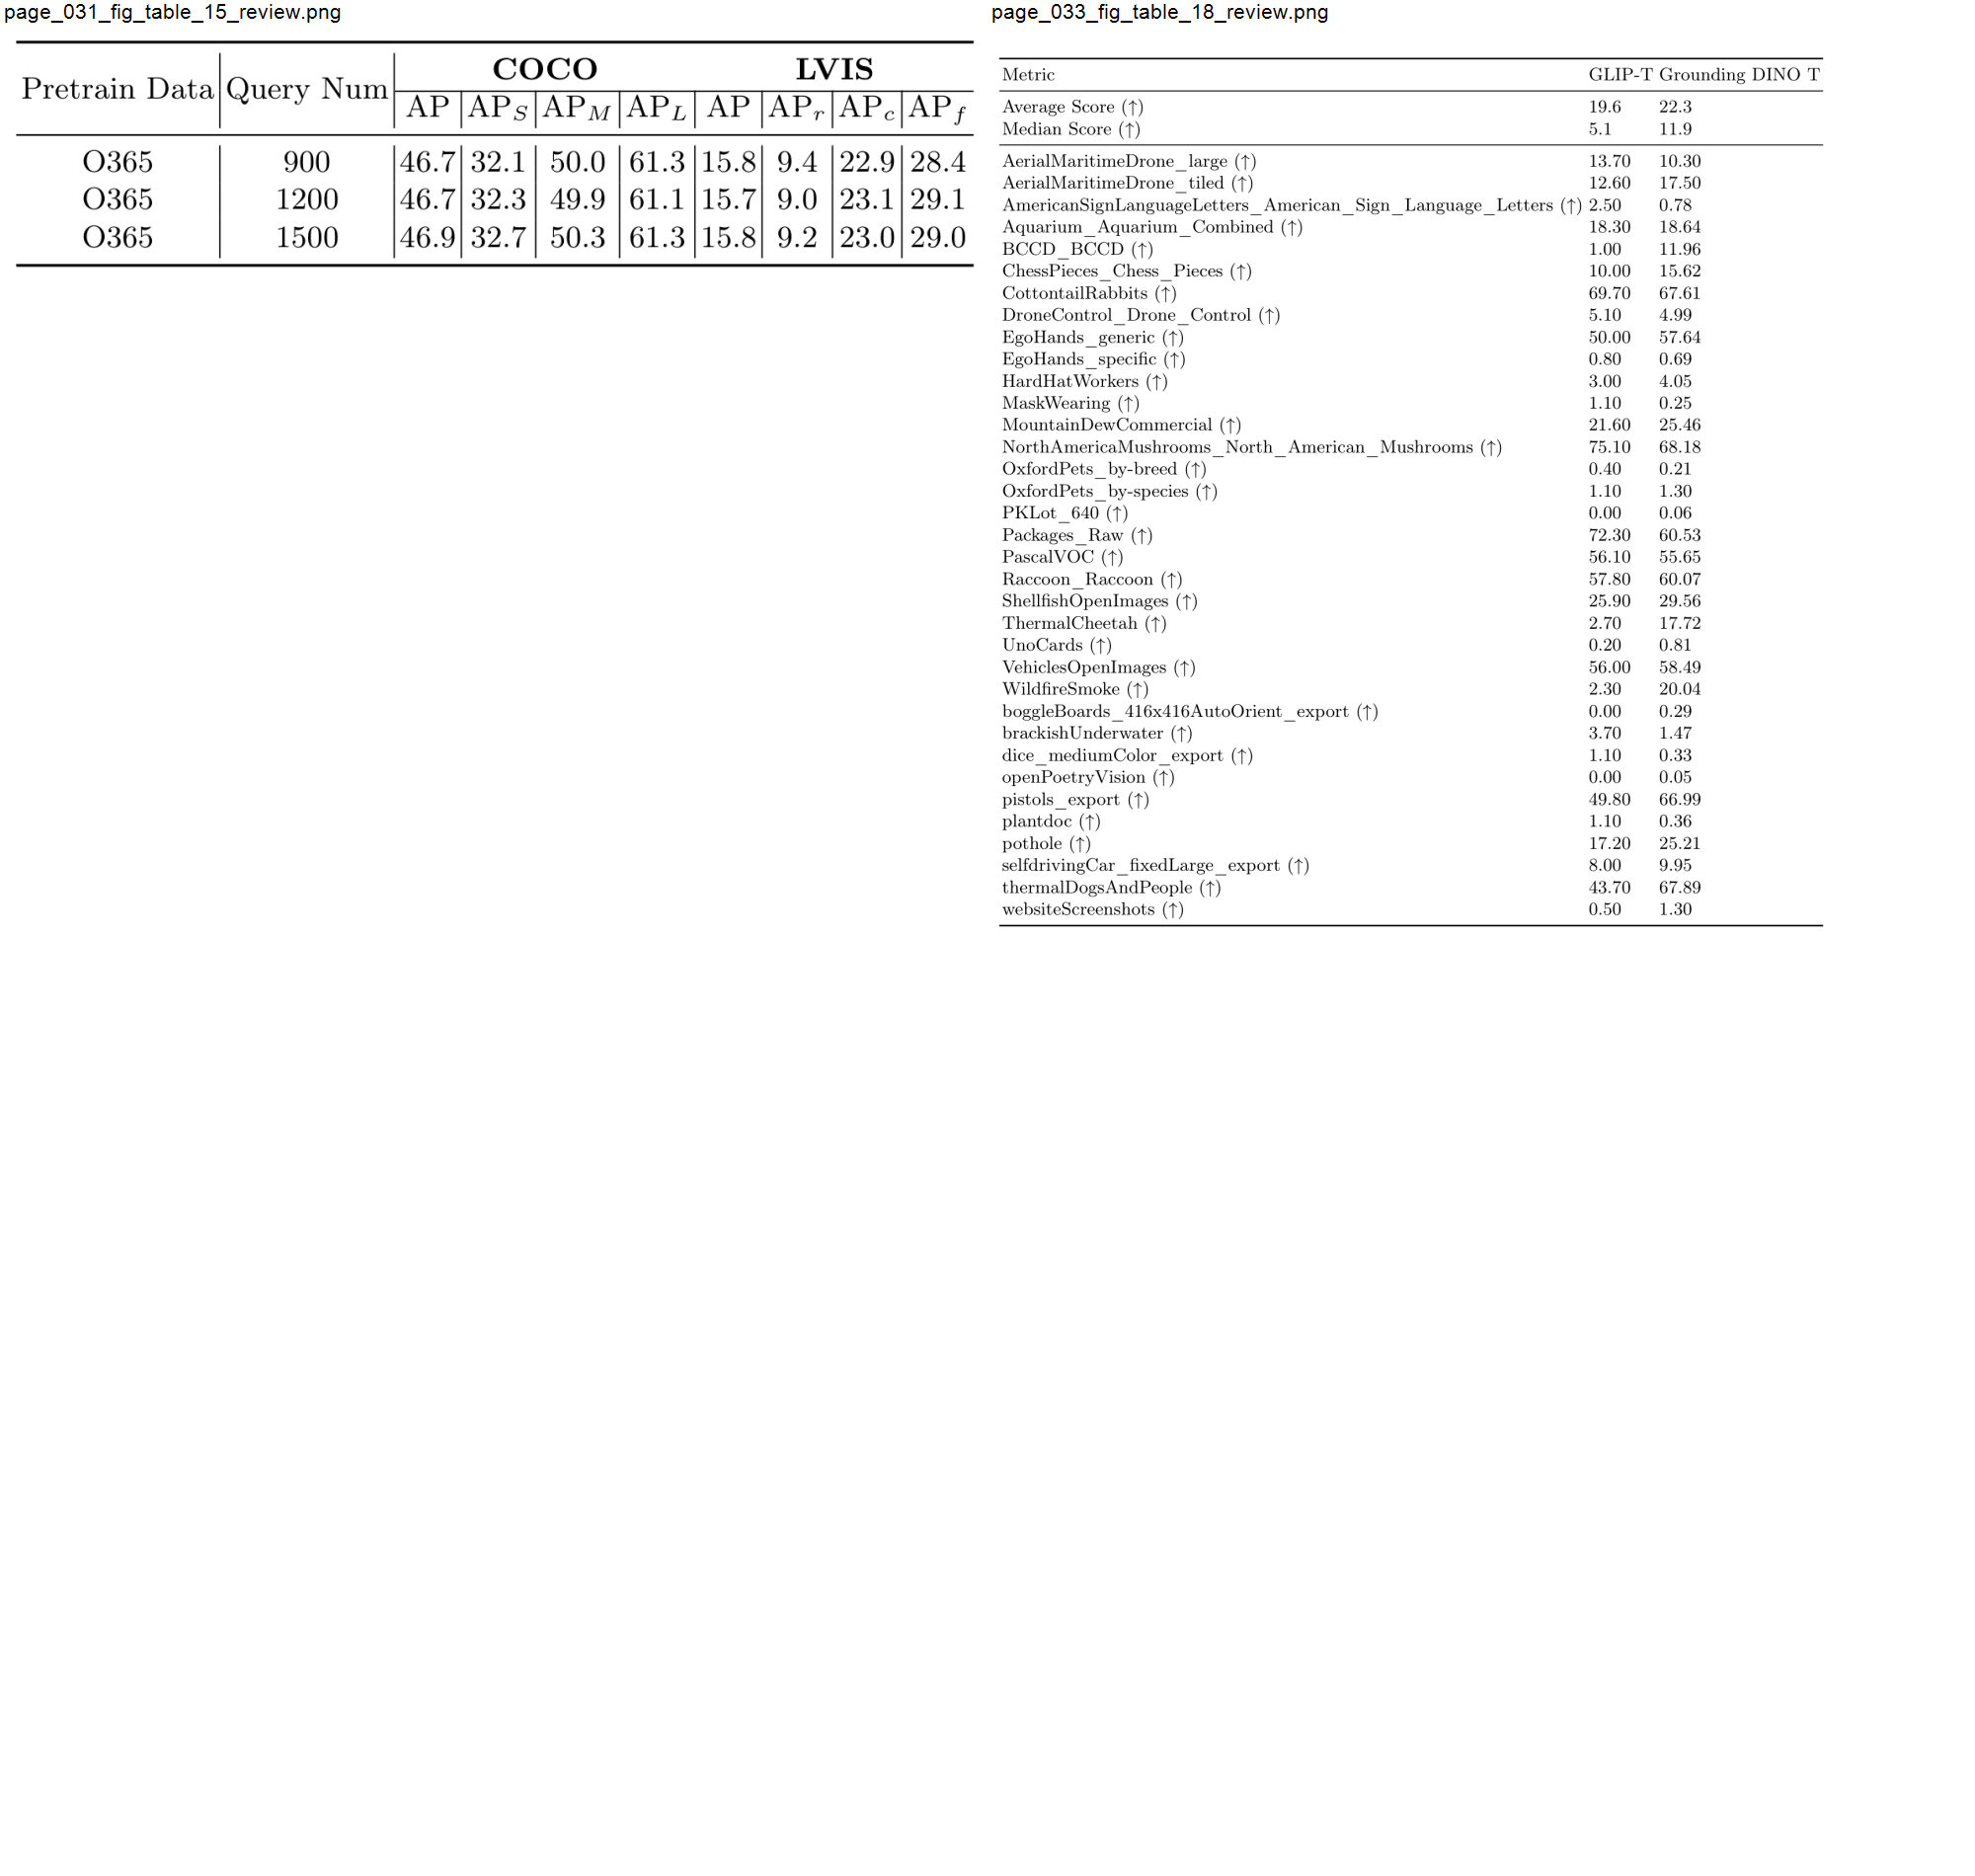 page_031_fig_table_15_review.png
Pretrain Data Query Num COCO LVIS
AP AP_S AP_M AP_L AP AP_r AP_c AP_f
O365 900 46.7 32.1 50.0 61.3 15.8 9.4 22.9 28.4
O365 1200 46.7 32.3 49.9 61.1 15.7 9.0 23.1 29.1
O365 1500 46.9 32.7 50.3 61.3 15.8 9.2 23.0 29.0
page_033_fig_table_18_review.png
Metric GLIP-T Grounding DINO T
Average Score (↑) 19.6 22.3
Median Score (↑) 5.1 11.9
AerialMaritimeDrone_large (↑) 13.70 10.30
AerialMaritimeDrone_tiled (↑) 12.60 17.50
AmericanSignLanguageLetters_American_Sign_Language_Letters (↑) 2.50 0.78
Aquarium_Aquarium_Combined (↑) 18.30 18.64
BCCD_BCCD (↑) 1.00 11.96
ChessPieces_Chess_Pieces (↑) 10.00 15.62
CottontailRabbits (↑) 69.70 67.61
DroneControl_Drone_Control (↑) 5.10 4.99
EgoHands_generic (↑) 50.00 57.64
EgoHands_specific (↑) 0.80 0.69
HardHatWorkers (↑) 3.00 4.05
MaskWearing (↑) 1.10 0.25
MountainDewCommercial (↑) 21.60 25.46
NorthAmericaMushrooms_North_American_Mushrooms (↑) 75.10 68.18
OxfordPets_by-breed (↑) 0.40 0.21
OxfordPets_by-species (↑) 1.10 1.30
PKLot_640 (↑) 0.00 0.06
Packages_Raw (↑) 72.30 60.53
PascalVOC (↑) 56.10 55.65
Raccoon_Raccoon (↑) 57.80 60.07
ShellfishOpenImages (↑) 25.90 29.56
ThermalCheetah (↑) 2.70 17.72
UnoCards (↑) 0.20 0.81
VehiclesOpenImages (↑) 56.00 58.49
WildfireSmoke (↑) 2.30 20.04
boggleBoards_416x416AutoOrient_export (↑) 0.00 0.29
brackishUnderwater (↑) 3.70 1.47
dice_mediumColor_export (↑) 1.10 0.33
openPoetryVision (↑) 0.00 0.05
pistols_export (↑) 49.80 66.99
plantdoc (↑) 1.10 0.36
pothole (↑) 17.20 25.21
selfdrivingCar_fixedLarge_export (↑) 8.00 9.95
thermalDogsAndPeople (↑) 43.70 67.89
websiteScreenshots (↑) 0.50 1.30